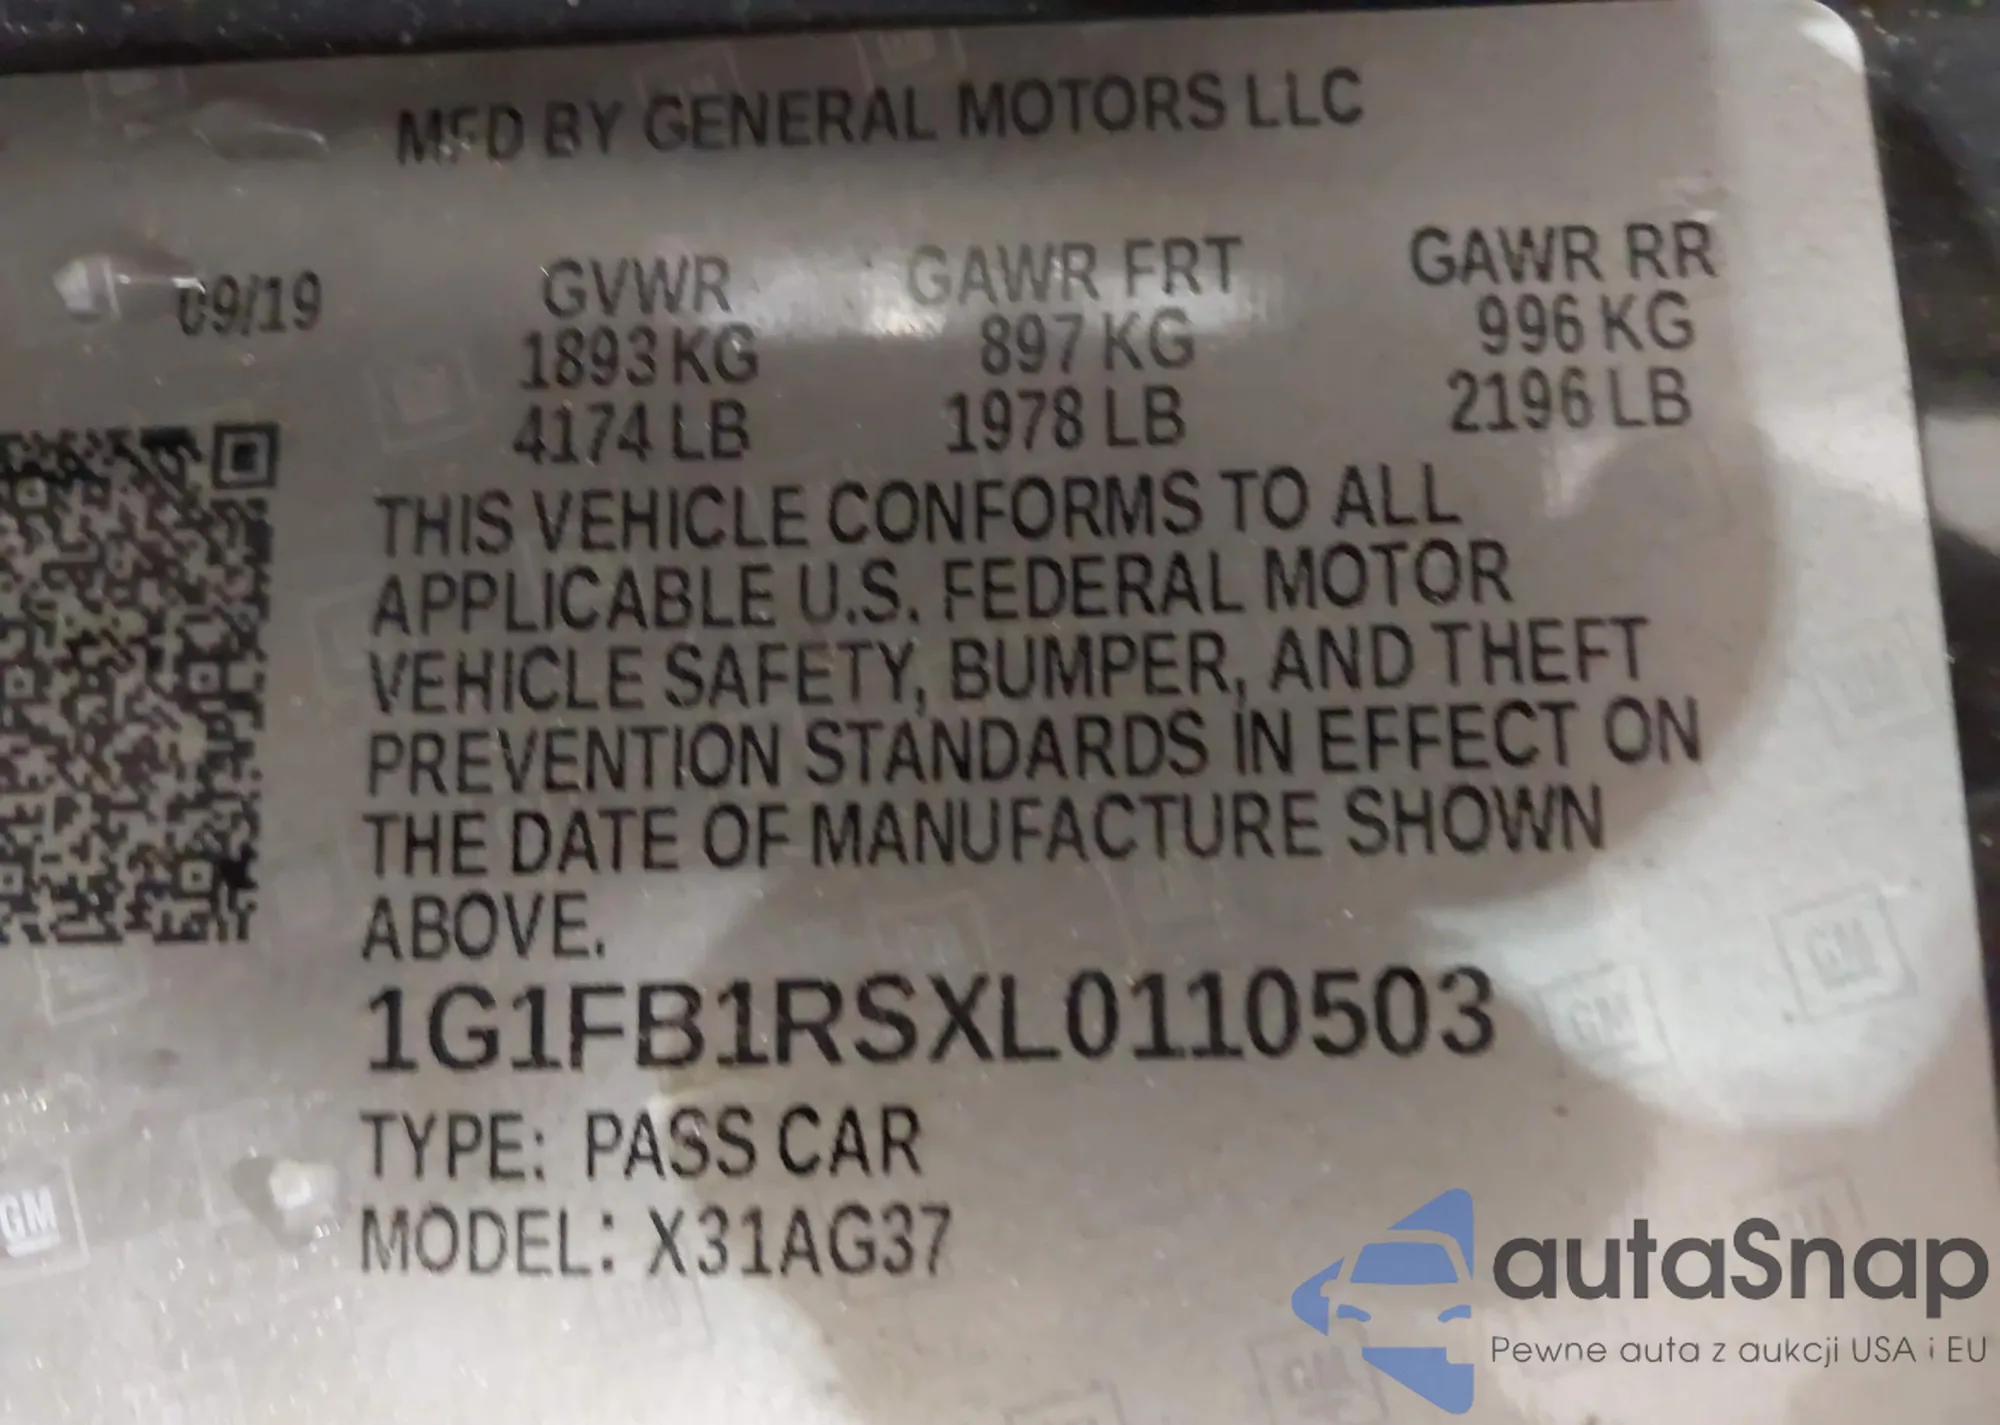 MFD BY GENERAL MOTORS LLC
09/19 GVWR GAWR FRT GAWR RR
1893 KG 897 KG 996 KG
4174 LB 1978 LB 2196 LB
THIS VEHICLE CONFORMS TO ALL
APPLICABLE U.S. FEDERAL MOTOR
VEHICLE SAFETY, BUMPER, AND THEFT
PREVENTION STANDARDS IN EFFECT ON
THE DATE OF MANUFACTURE SHOWN
ABOVE.
1G1FB1RSXL0110503
TYPE: PASS CAR
MODEL: X31AG37
GM
GM
GM
autaSnap
Pewne auta z aukcji USA i EU